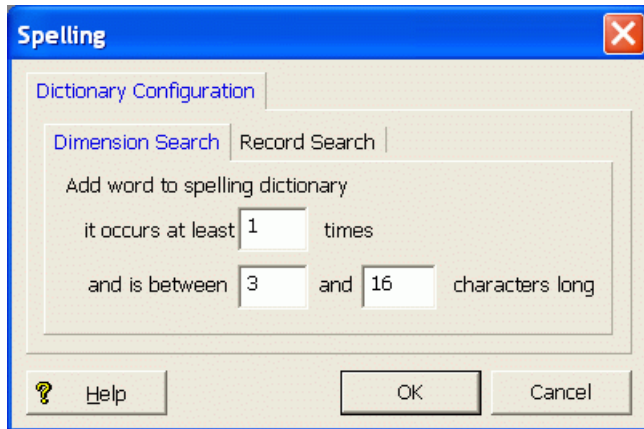 Spelling
Dictionary Configuration
Dimension Search Record Search
Add word to spelling dictionary
it occurs at least 1 times
and is between 3 and 16 characters long
? Help OK Cancel